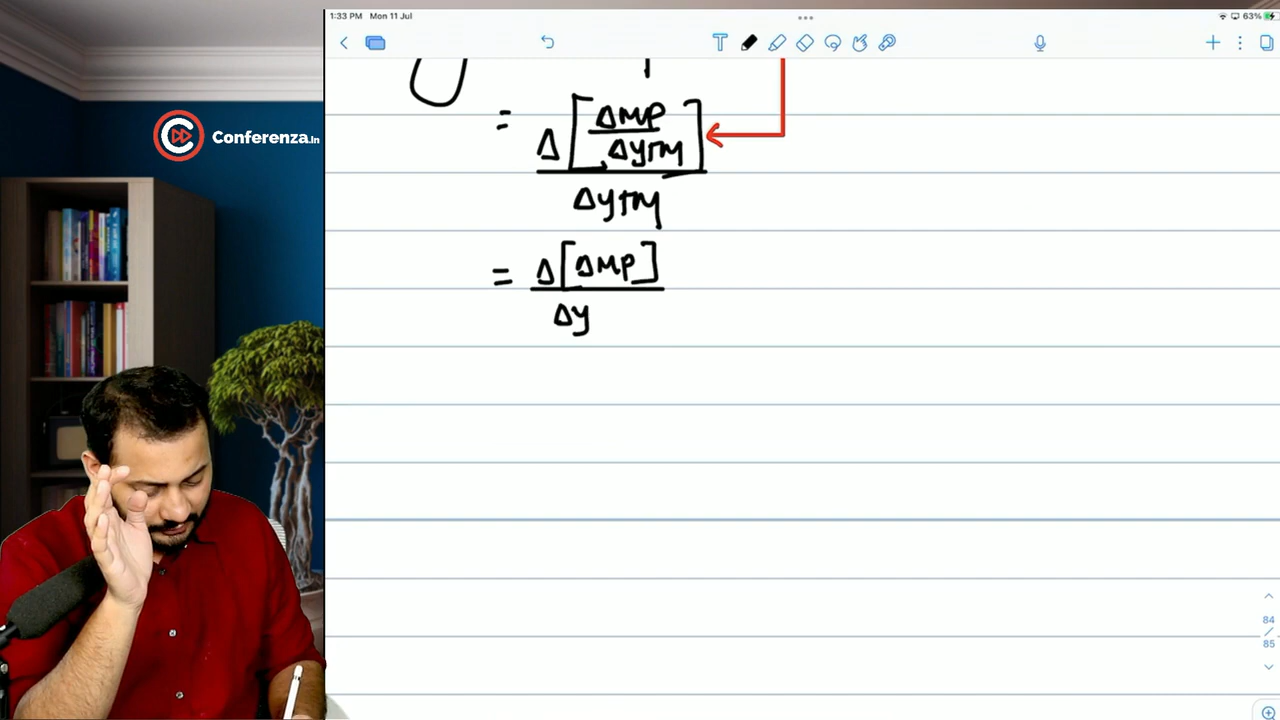 1:33 PM Mon 11 Jul
63%
T
Conferenza.in
= Δ[ΔMP/ΔYTM]/ΔYTM
= Δ[ΔMP]/ΔY
84
/
85